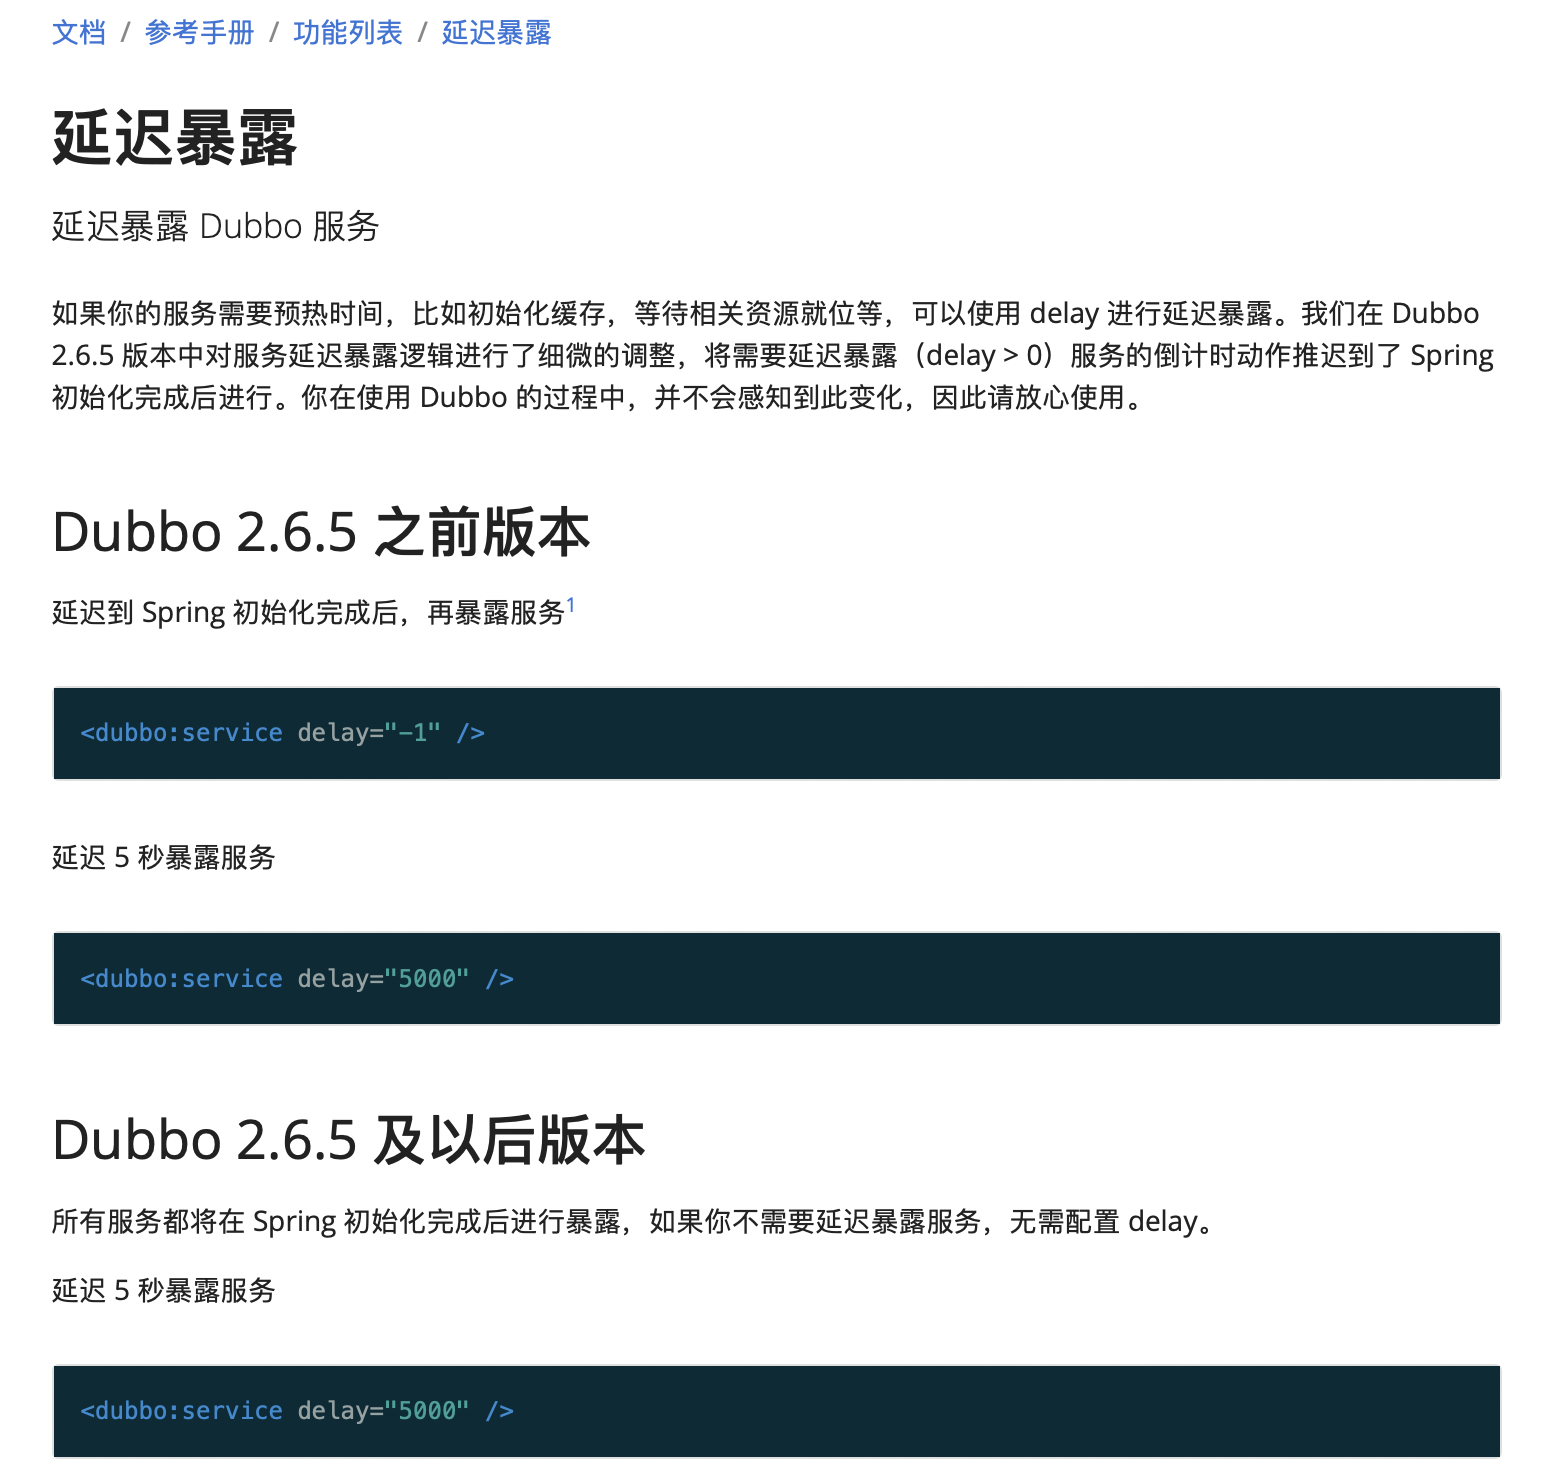 文档 / 参考手册 / 功能列表 / 延迟暴露
延迟暴露
延迟暴露 Dubbo 服务
如果你的服务需要预热时间，比如初始化缓存，等待相关资源就位等，可以使用 delay 进行延迟暴露。我们在 Dubbo
2.6.5 版本中对服务延迟暴露逻辑进行了细微的调整，将需要延迟暴露（delay > 0）服务的倒计时动作推迟到了 Spring
初始化完成后进行。你在使用 Dubbo 的过程中，并不会感知到此变化，因此请放心使用。
Dubbo 2.6.5 之前版本
延迟到 Spring 初始化完成后，再暴露服务1
<dubbo:service delay="-1" />
延迟 5 秒暴露服务
<dubbo:service delay="5000" />
Dubbo 2.6.5 及以后版本
所有服务都将在 Spring 初始化完成后进行暴露，如果你不需要延迟暴露服务，无需配置 delay。
延迟 5 秒暴露服务
<dubbo:service delay="5000" />